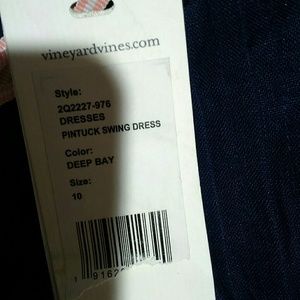 vineyardvines.com
Style:
2Q2227-976
DRESSES
PINTUCK SWING DRESS
Color:
DEEP BAY
Size:
10